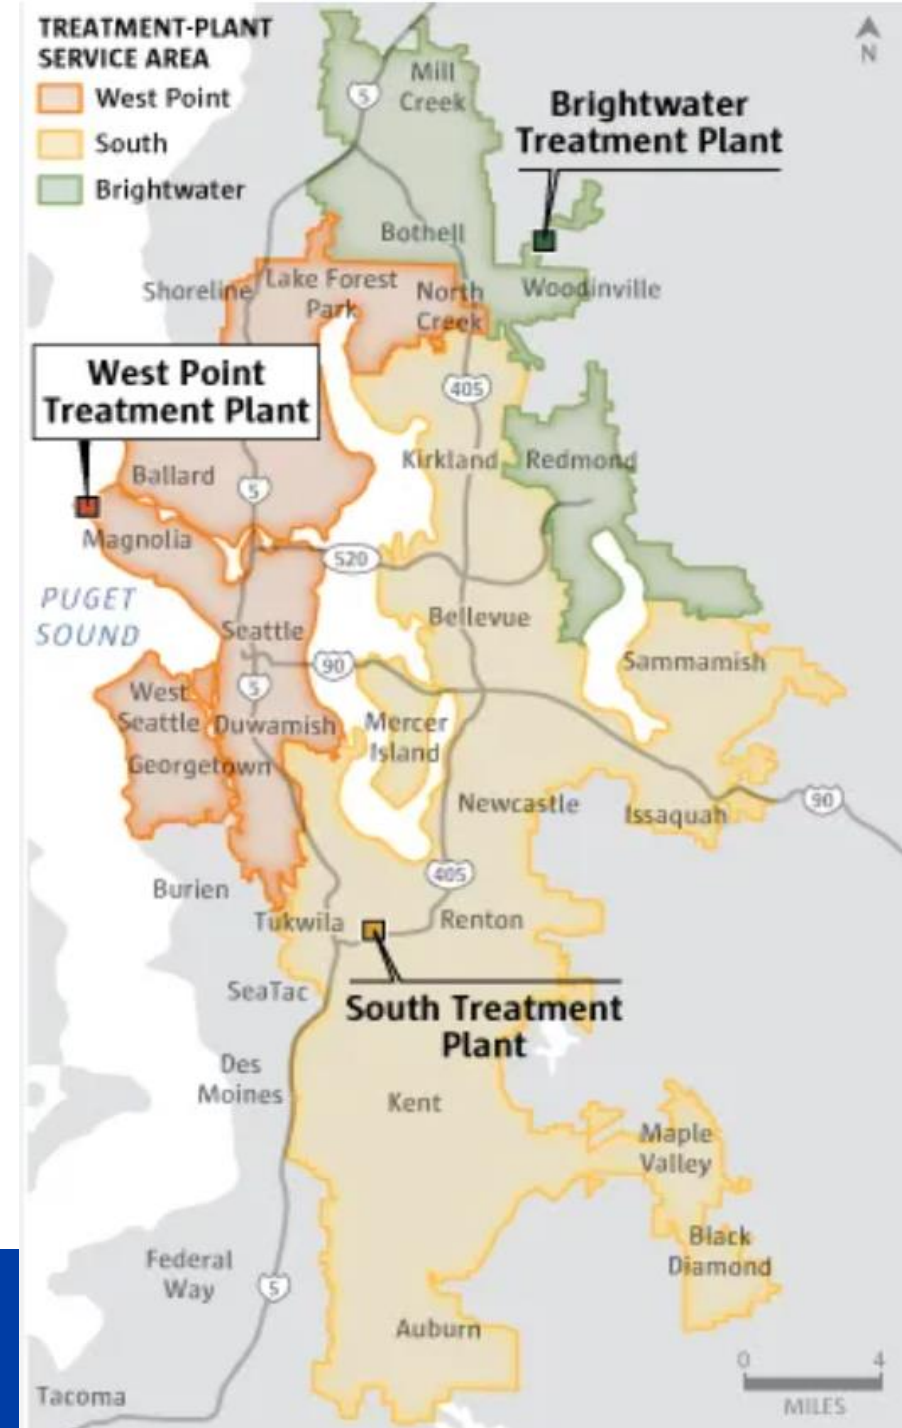 TREATMENT-PLANT
SERVICE AREA
West Point
South
Brightwater
N
5
Mill
Creek
Brightwater
Treatment Plant
Bothell
Shoreline
Lake Forest
Park
North
Creek
Woodinville
West Point
Treatment Plant
405
Ballard
5
Kirkland
Redmond
Magnolia
520
PUGET
SOUND
Seattle
Bellevue
90
Sammamish
5
West
Seattle
Duwamish
Mercer
Island
Georgetown
Newcastle
Issaquah
90
405
Burien
Tukwila
Renton
SeaTac
South Treatment
Plant
Des
Moines
Kent
Maple
Valley
Black
Diamond
Federal
Way
5
Auburn
Tacoma
0 4
MILES